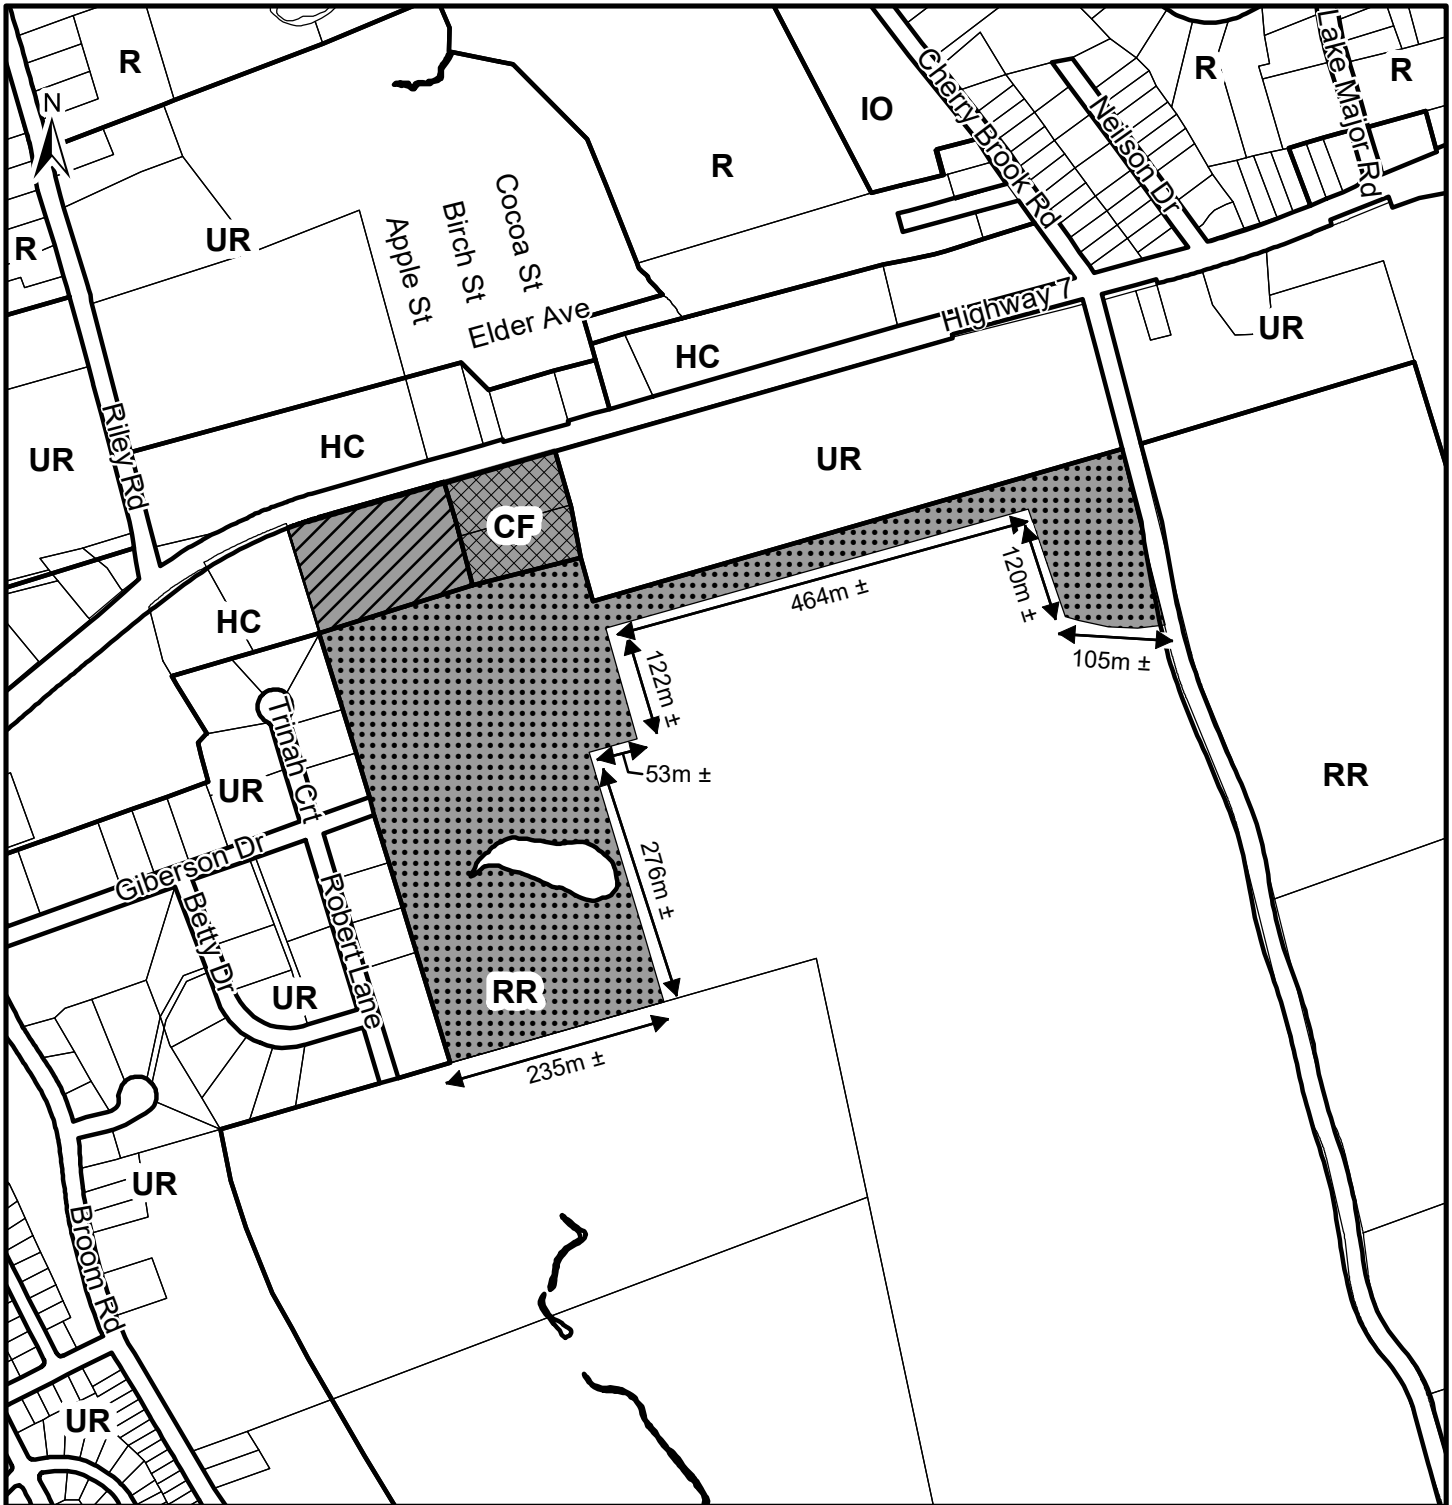 R
N
R
UR
Apple St
Birch St
Cocoa St
Elder Ave
R
IO
Cherry Brook Rd
Neilson Dr
R
Lake Major Rd
R
Highway 7
UR
HC
HC
UR
UR
Riley Rd
CF
HC
464m ±
120m ±
105m ±
122m ±
53m ±
276m ±
235m ±
RR
RR
Trinah Crt
UR
Giberson Dr
Betty Dr
Robert Lane
UR
UR
Broom Rd
UR